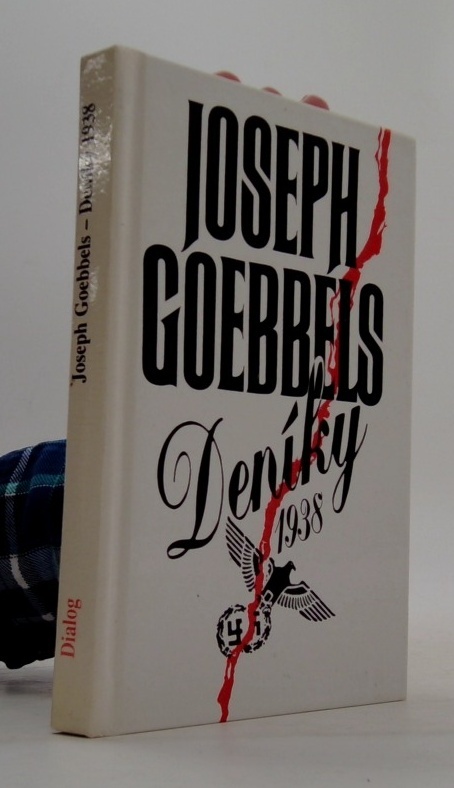 JOSEPH
GOEBBELS
Deníky
1938
Joseph Goebbels – Deníky 1938
Dialog